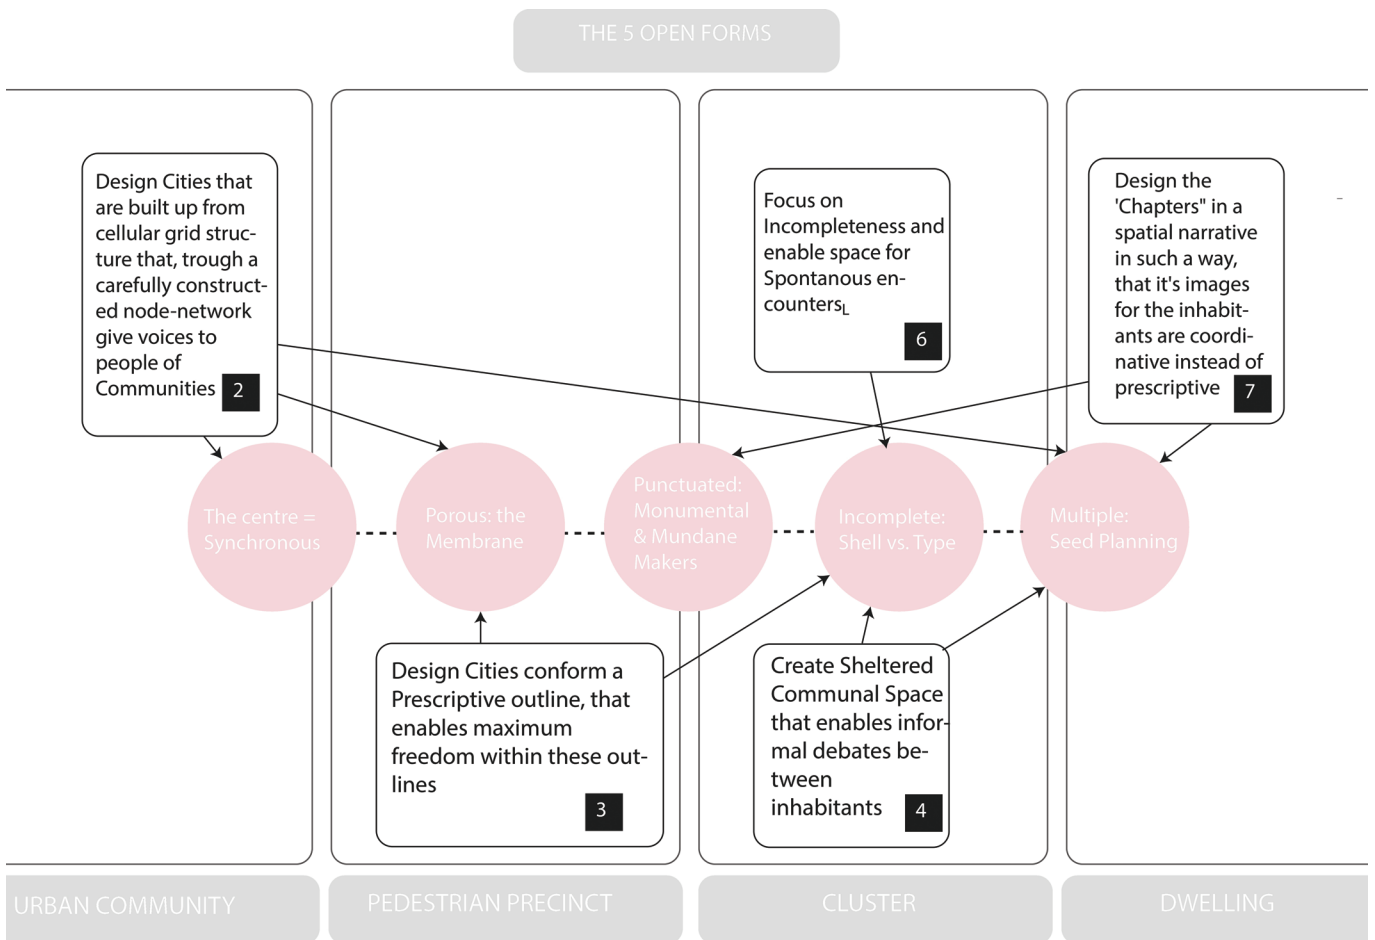 THE 5 OPEN FORMS
Design Cities that
are built up from
cellular grid struc-
ture that, trough a
carefully construct-
ed node-network
give voices to
people of
Communities
2
Focus on
Incompleteness and
enable space for
Spontanous en-
countersL
6
Design the
'Chapters" in a
spatial narrative
in such a way,
that it's images
for the inhabit-
ants are coordi-
native instead of
prescriptive
7
The centre =
Synchronous
Porous: the
Membrane
Punctuated:
Monumental
& Mundane
Makers
Incomplete:
Shell vs. Type
Multiple:
Seed Planning
Design Cities conform a
Prescriptive outline, that
enables maximum
freedom within these out-
lines
3
Create Sheltered
Communal Space
that enables infor-
mal debates be-
tween
inhabitants
4
URBAN COMMUNITY
PEDESTRIAN PRECINCT
CLUSTER
DWELLING